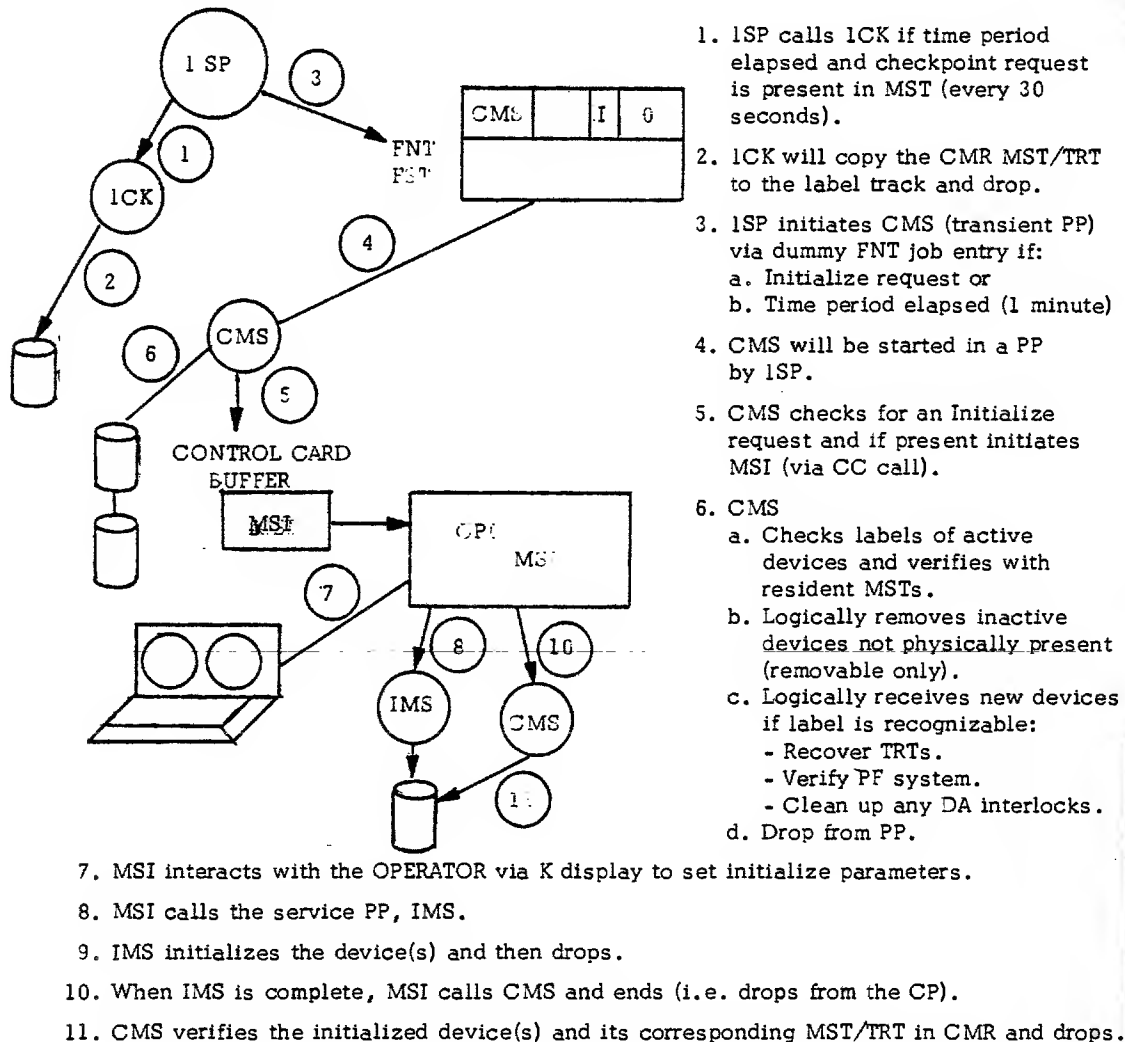 1 SP
3
1
1CK
2
FNT
CMS I 0
4
CMS
6
5
CONTROL CARD
BUFFER
MSI
7
8
10
IMS
CMS
1. 1SP calls 1CK if time period
elapsed and checkpoint request
is present in MST (every 30
seconds).
2. 1CK will copy the CMR MST/TRT
to the label track and drop.
3. 1SP initiates CMS (transient PP)
via dummy FNT job entry if:
a. Initialize request or
b. Time period elapsed (1 minute)
4. CMS will be started in a PP
by 1SP.
5. CMS checks for an Initialize
request and if present initiates
MSI (via CC call).
6. CMS
a. Checks labels of active
devices and verifies with
resident MSTs.
b. Logically removes inactive
devices not physically present
(removable only).
c. Logically receives new devices
if label is recognizable:
- Recover TRTs.
- Verify PF system.
- Clean up any DA interlocks.
d. Drop from PP.
7. MSI interacts with the OPERATOR via K display to set initialize parameters.
8. MSI calls the service PP, IMS.
9. IMS initializes the device(s) and then drops.
10. When IMS is complete, MSI calls CMS and ends (i.e. drops from the CP).
11. CMS verifies the initialized device(s) and its corresponding MST/TRT in CMR and drops.